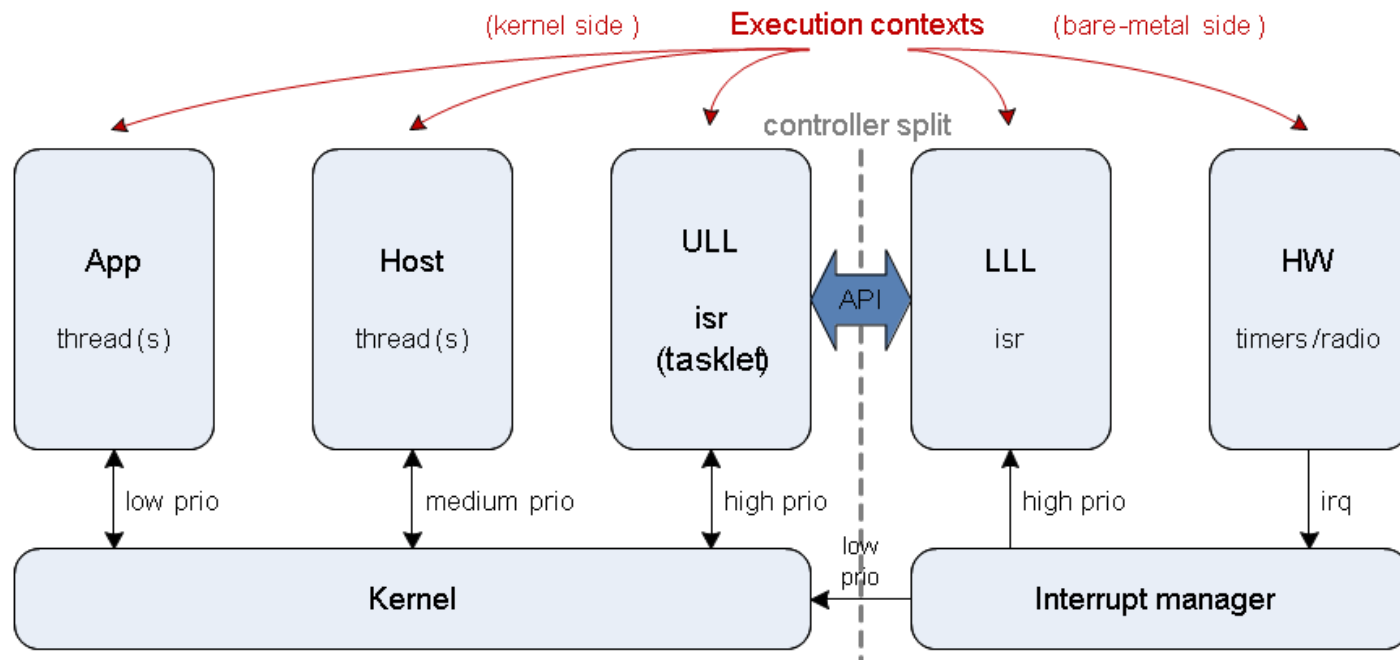 (kernel side ) Execution contexts (bare-metal side )
controller split
App
thread(s)
Host
thread(s)
ULL
isr
(tasklet)
API
LLL
isr
HW
timers/radio
low prio
medium prio
high prio
high prio
irq
low
prio
Kernel
Interrupt manager